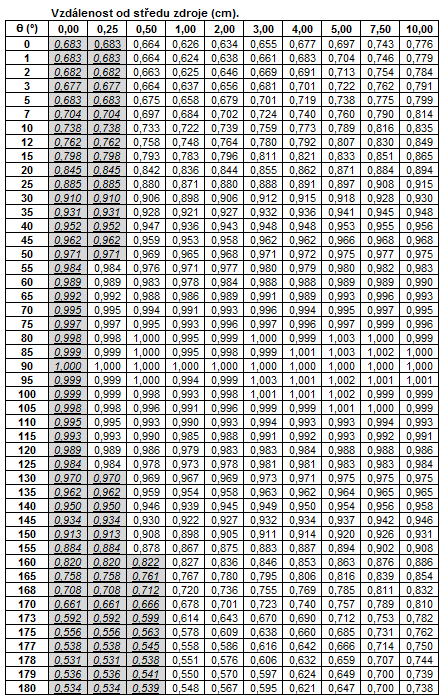 Vzdálenost od středu zdroje (cm).
θ (º) 0,00 0,25 0,50 1,00 2,00 3,00 4,00 5,00 7,50 10,00
0 0,683 0,683 0,664 0,626 0,634 0,655 0,677 0,697 0,743 0,776
1 0,683 0,683 0,664 0,624 0,638 0,661 0,683 0,704 0,746 0,779
2 0,682 0,682 0,663 0,625 0,646 0,669 0,691 0,713 0,754 0,784
3 0,677 0,677 0,664 0,637 0,656 0,681 0,701 0,722 0,762 0,791
5 0,683 0,683 0,675 0,658 0,679 0,701 0,719 0,738 0,775 0,799
7 0,704 0,704 0,697 0,684 0,702 0,724 0,740 0,760 0,790 0,814
10 0,738 0,738 0,733 0,722 0,739 0,759 0,773 0,789 0,816 0,835
12 0,762 0,762 0,758 0,748 0,764 0,780 0,792 0,807 0,830 0,849
15 0,798 0,798 0,793 0,783 0,796 0,811 0,821 0,833 0,851 0,865
20 0,845 0,845 0,842 0,836 0,844 0,855 0,862 0,871 0,884 0,894
25 0,885 0,885 0,880 0,871 0,880 0,888 0,891 0,897 0,908 0,915
30 0,910 0,910 0,906 0,898 0,906 0,912 0,915 0,918 0,928 0,930
35 0,931 0,931 0,928 0,921 0,927 0,932 0,936 0,941 0,945 0,948
40 0,952 0,952 0,947 0,936 0,943 0,948 0,948 0,953 0,955 0,956
45 0,962 0,962 0,959 0,953 0,958 0,962 0,962 0,966 0,968 0,968
50 0,971 0,971 0,969 0,965 0,968 0,971 0,972 0,975 0,977 0,975
55 0,984 0,984 0,976 0,971 0,977 0,980 0,979 0,980 0,982 0,983
60 0,989 0,989 0,983 0,978 0,984 0,988 0,988 0,989 0,989 0,990
65 0,992 0,992 0,988 0,986 0,989 0,991 0,989 0,993 0,996 0,993
70 0,995 0,995 0,994 0,991 0,993 0,996 0,994 0,995 0,997 0,995
75 0,997 0,997 0,995 0,993 0,996 0,997 0,996 0,997 0,999 0,996
80 0,998 0,998 1,000 0,995 0,999 1,000 0,999 1,003 1,000 0,999
85 0,999 0,999 1,000 0,995 0,999 0,999 1,001 1,003 1,002 1,000
90 1,000 1,000 1,000 1,000 1,000 1,000 1,000 1,000 1,000 1,000
95 0,999 0,999 1,000 0,994 0,999 1,003 1,001 1,002 1,001 1,001
100 0,999 0,999 0,998 0,993 0,998 1,001 1,001 1,002 0,999 0,999
105 0,998 0,998 0,996 0,991 0,996 0,999 0,999 1,001 1,000 0,999
110 0,995 0,995 0,993 0,990 0,993 0,994 0,993 0,993 0,994 0,993
115 0,993 0,993 0,990 0,985 0,988 0,991 0,992 0,993 0,992 0,991
120 0,989 0,989 0,986 0,979 0,983 0,983 0,984 0,988 0,988 0,986
125 0,984 0,984 0,978 0,973 0,978 0,981 0,981 0,983 0,983 0,984
130 0,970 0,970 0,969 0,967 0,969 0,973 0,971 0,975 0,975 0,975
135 0,962 0,962 0,959 0,954 0,958 0,963 0,962 0,964 0,965 0,965
140 0,950 0,950 0,946 0,939 0,945 0,949 0,950 0,954 0,956 0,958
145 0,934 0,934 0,930 0,922 0,927 0,932 0,934 0,937 0,942 0,946
150 0,913 0,913 0,908 0,898 0,905 0,911 0,914 0,920 0,926 0,931
155 0,884 0,884 0,878 0,867 0,875 0,883 0,887 0,894 0,902 0,908
160 0,820 0,820 0,822 0,827 0,836 0,846 0,853 0,863 0,876 0,886
165 0,758 0,758 0,761 0,767 0,780 0,795 0,806 0,816 0,839 0,854
168 0,708 0,708 0,712 0,720 0,736 0,755 0,769 0,785 0,811 0,832
170 0,661 0,661 0,666 0,678 0,701 0,723 0,740 0,757 0,789 0,810
173 0,592 0,592 0,599 0,614 0,643 0,670 0,690 0,712 0,753 0,782
175 0,556 0,556 0,563 0,578 0,609 0,638 0,660 0,685 0,731 0,762
177 0,538 0,538 0,545 0,558 0,586 0,616 0,642 0,666 0,714 0,750
178 0,531 0,531 0,538 0,551 0,576 0,606 0,632 0,659 0,707 0,744
179 0,536 0,536 0,541 0,550 0,570 0,597 0,624 0,649 0,700 0,739
180 0,534 0,534 0,539 0,548 0,567 0,595 0,621 0,647 0,700 0,758